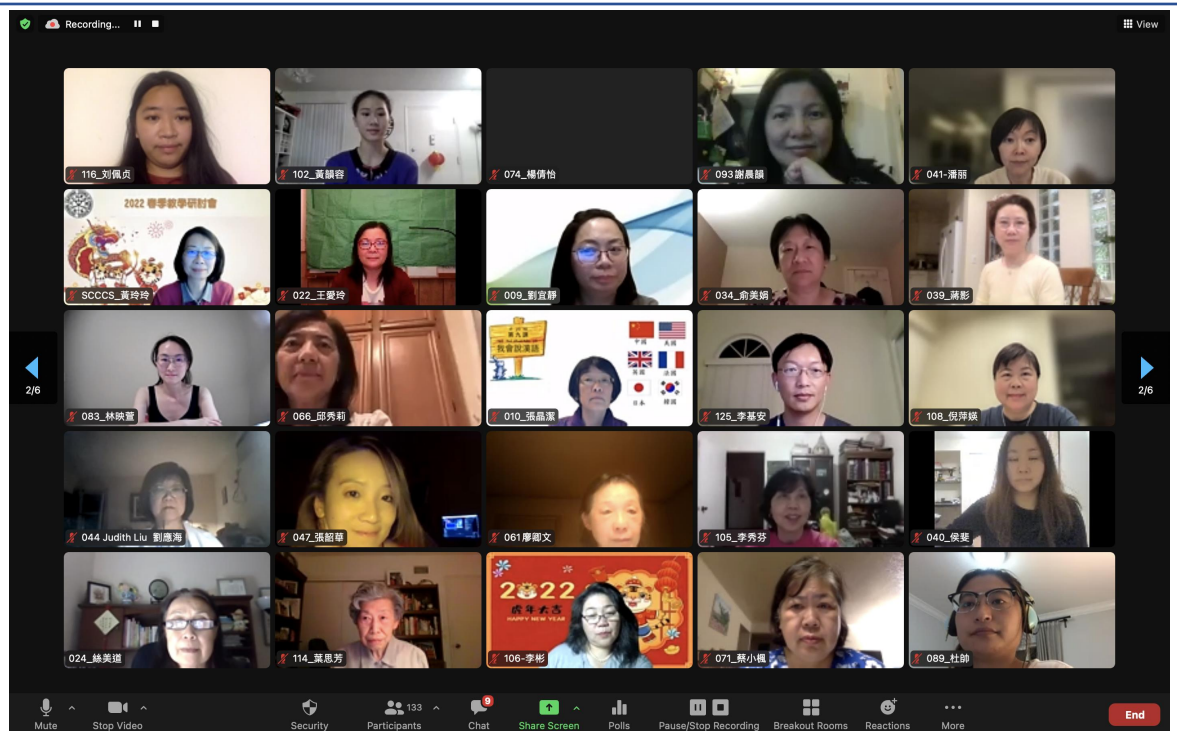 Recording...
View
116_刘佩贞
102_黃韻容
074_楊倩怡
093謝晨韻
041-潘丽
2022 春季教學研討會
SCCCS_黃玲玲
022_王愛玲
009_劉宜靜
034_俞美娟
039_蔣影
2/6
2/6
083_林映萱
066_邱秀莉
第九課
我會說漢語
中國
美國
英國
法國
日本
韓國
010_張晶潔
125_李基安
108_倪萍媖
044 Judith Liu 劉應海
047_張韶華
061廖卿文
105_李秀芬
040_侯斐
024_絲美道
114_葉思芳
2022
虎年大吉
HAPPY NEW YEAR
106-李彬
071_蔡小楓
089_杜帥
133
9
Mute
Stop Video
Security
Participants
Chat
Share Screen
Polls
Pause/Stop Recording
Breakout Rooms
Reactions
More
End